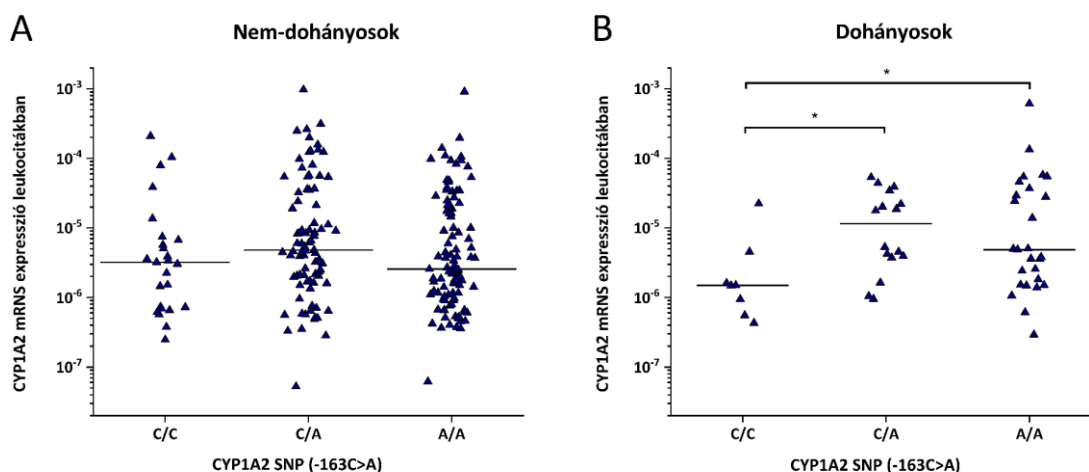 A
Nem-dohányosok
CYP1A2 mRNS expresszió leukocitákban
10⁻³
10⁻⁴
10⁻⁵
10⁻⁶
10⁻⁷
C/C C/A A/A
CYP1A2 SNP (-163C>A)
B
Dohányosok
CYP1A2 mRNS expresszió leukocitákban
10⁻³
10⁻⁴
10⁻⁵
10⁻⁶
10⁻⁷
*
*
C/C C/A A/A
CYP1A2 SNP (-163C>A)